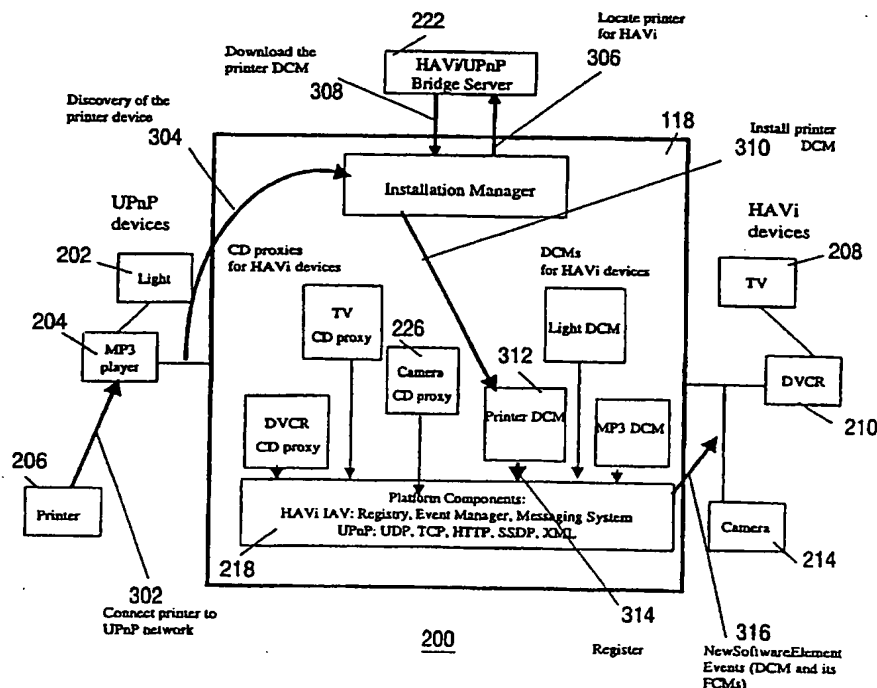 222
Locate printer
for HAVi
306
Download the
printer DCM
308
HAVi/UPnP
Bridge Server
Discovery of the
printer device
304
118
Install printer
DCM
310
Installation Manager
UPnP
devices
HAVi
devices
202
Light
CD proxies
for HAVi devices
DCMs
for HAVi devices
208
TV
204
MP3
player
TV
CD proxy
226
Camera
CD proxy
Light DCM
312
Printer DCM
DVCR
210
DVCR
CD proxy
MP3 DCM
206
Printer
Platform Components:
HAVi IAV: Registry, Event Manager, Messaging System
UPnP: UDP, TCP, HTTP, SSDP, XML
218
Camera
214
302
Connect printer to
UPnP network
314
Register
200
316
NewSoftwareElement
Events (DCM and its
FCMs)